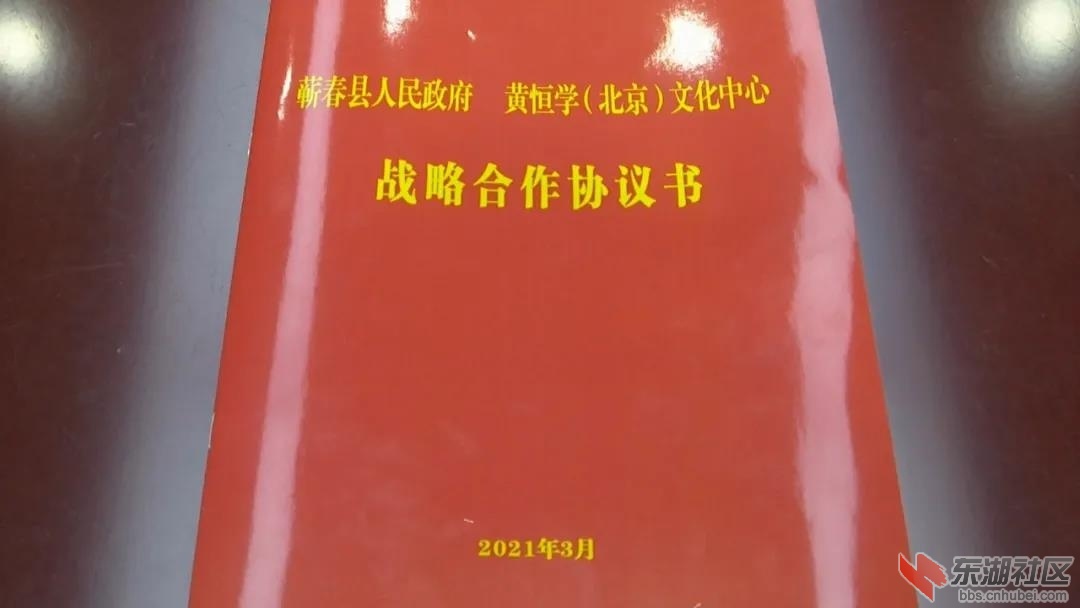 蕲春县人民政府 黄恒学(北京)文化中心
战略合作协议书
2021年3月
东湖社区
bbs.cnhubei.com